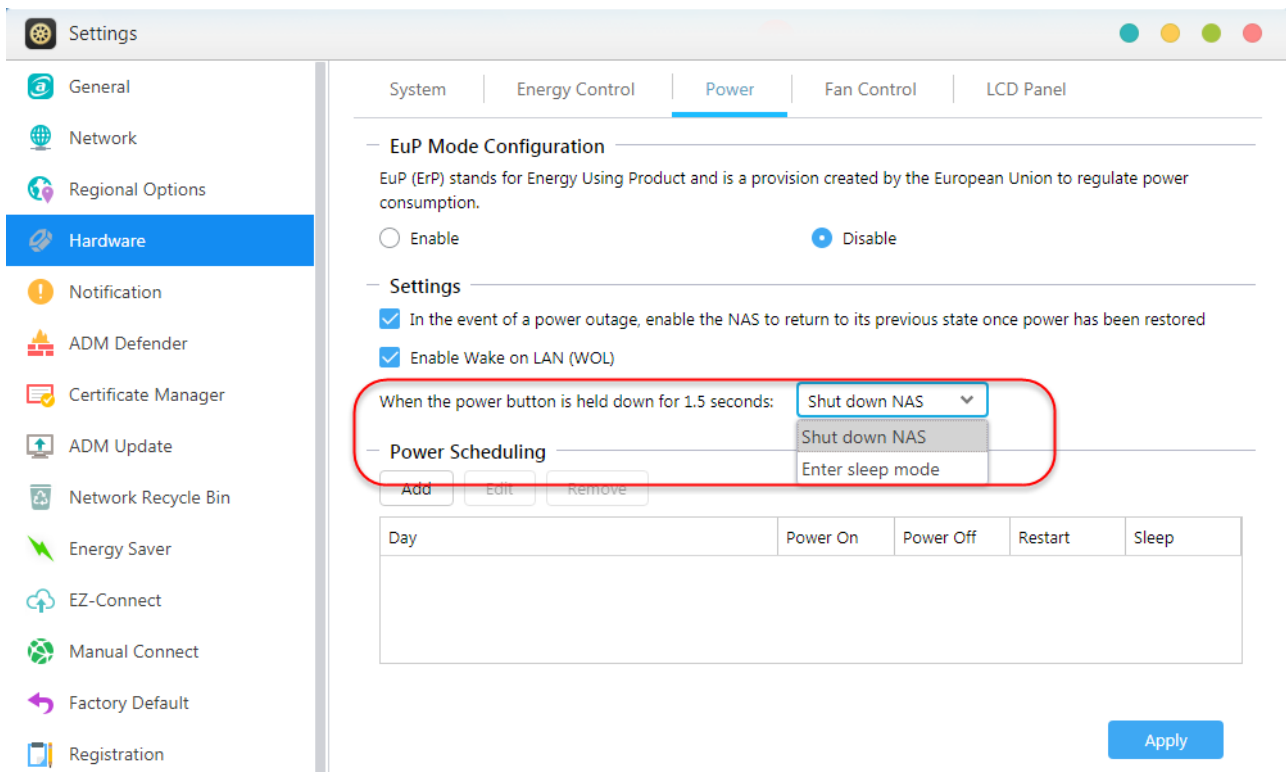 Settings
General
Network
Regional Options
Hardware
Notification
ADM Defender
Certificate Manager
ADM Update
Network Recycle Bin
Energy Saver
EZ-Connect
Manual Connect
Factory Default
Registration
System Energy Control Power Fan Control LCD Panel
EuP Mode Configuration
EuP (ErP) stands for Energy Using Product and is a provision created by the European Union to regulate power
consumption.
Enable Disable
Settings
In the event of a power outage, enable the NAS to return to its previous state once power has been restored
Enable Wake on LAN (WOL)
When the power button is held down for 1.5 seconds: Shut down NAS
Shut down NAS
Enter sleep mode
Power Scheduling
Add Edit Remove
Day Power On Power Off Restart Sleep
Apply